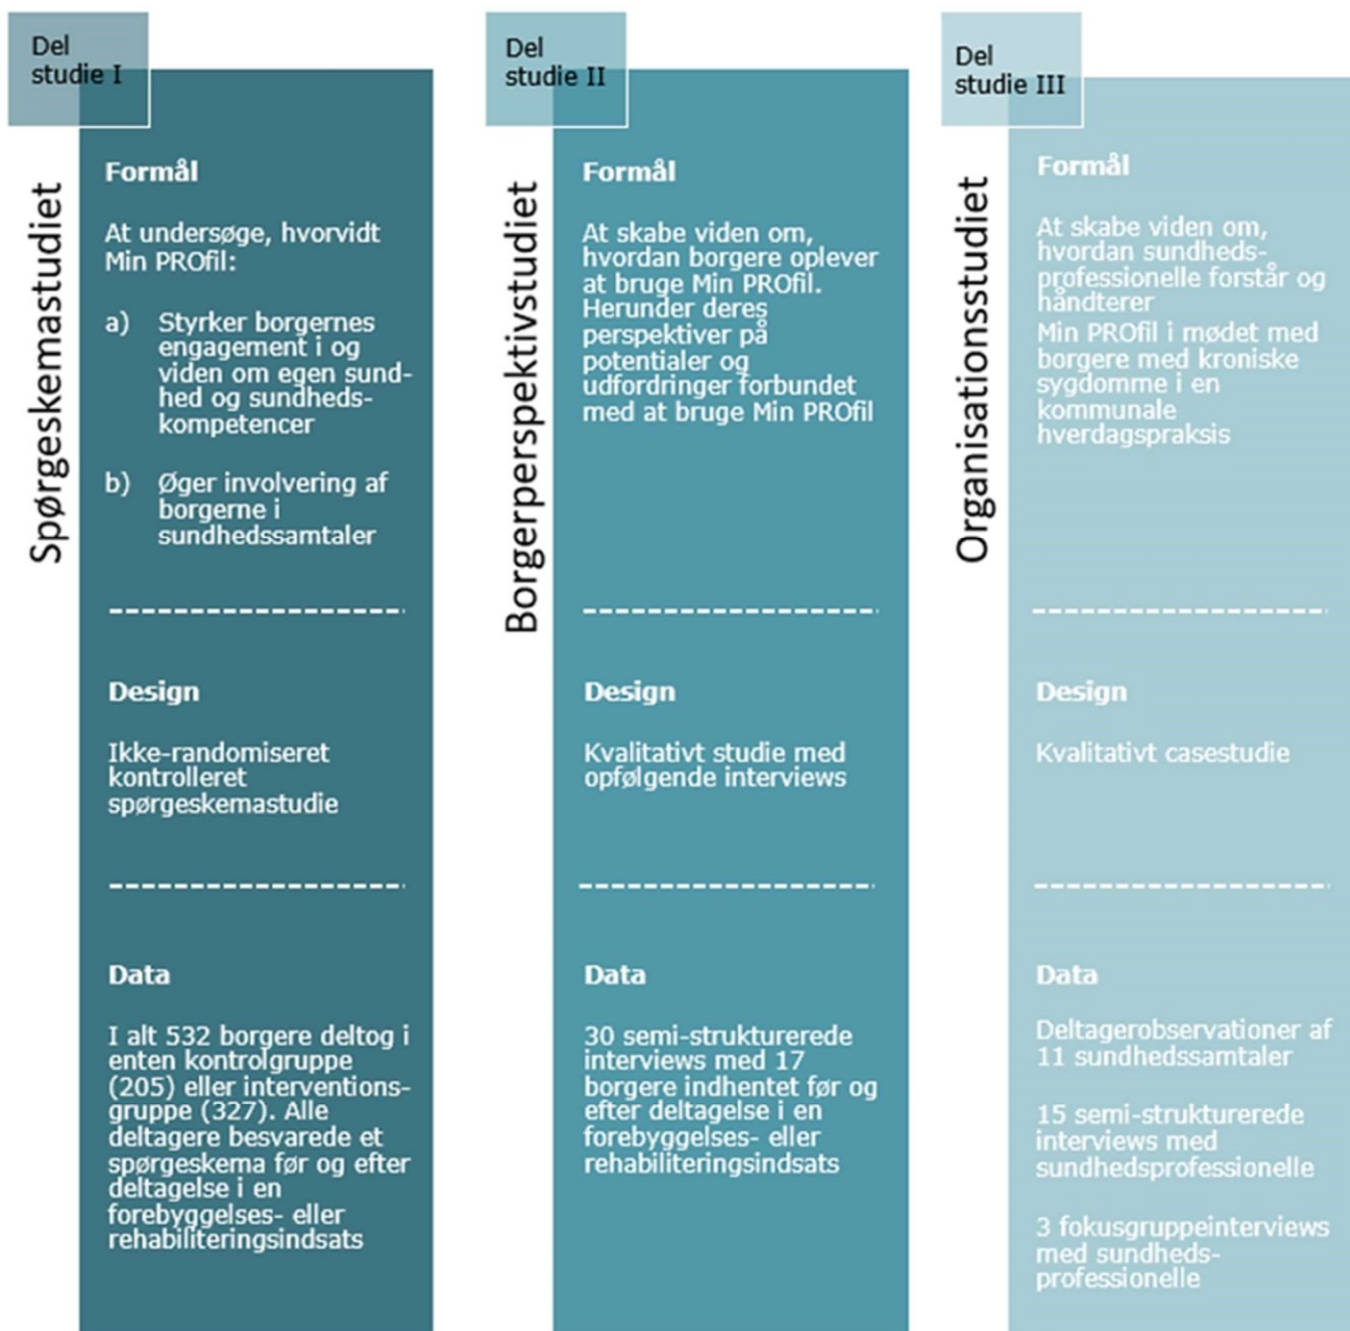 Del
studie I
Spørgeskemastudiet
Formål
At undersøge, hvorvidt
Min PROfil:
a) Styrker borgernes
engagement i og
viden om egen sund-
hed og sundheds-
kompetencer
b) Øger involvering af
borgerne i
sundhedssamtaler
Design
Ikke-randomiseret
kontrolleret
spørgeskemastudie
Data
I alt 532 borgere deltog i
enten kontrolgruppe
(205) eller interventions-
gruppe (327). Alle
deltagere besvarede et
spørgeskema før og efter
deltagelse i en
forebyggelses- eller
rehabiliteringsindsats
Del
studie II
Borgerperspektivstudiet
Formål
At skabe viden om,
hvordan borgere oplever
at bruge Min PROfil.
Herunder deres
perspektiver på
potentialer og
udfordringer forbundet
med at bruge Min PROfil
Design
Kvalitativt studie med
opfølgende interviews
Data
30 semi-strukturerede
interviews med 17
borgere indhentet før og
efter deltagelse i en
forebyggelses- eller
rehabiliteringsindsats
Del
studie III
Organisationsstudiet
Formål
At skabe viden om,
hvordan sundheds-
professionelle forstår og
håndterer
Min PROfil i mødet med
borgere med kroniske
sygdomme i en
kommunale
hverdagspraksis
Design
Kvalitativt casestudie
Data
Deltagerobservationer af
11 sundhedssamtaler
15 semi-strukturerede
interviews med
sundhedsprofessionelle
3 fokusgruppeinterviews
med sundheds-
professionelle